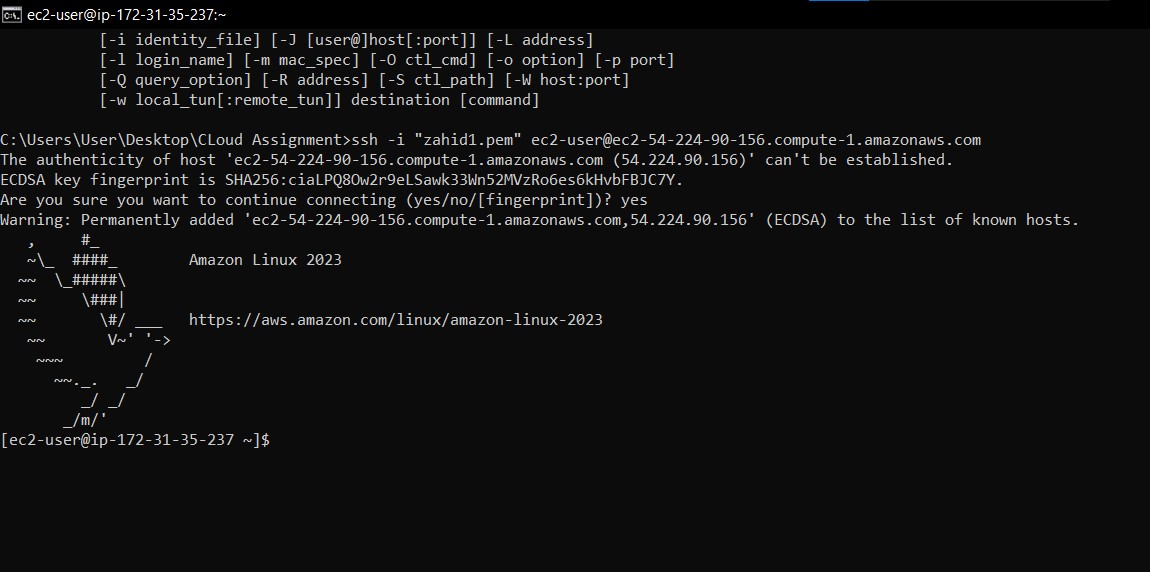 ec2-user@ip-172-31-35-237:~
           [-i identity_file] [-J [user@]host[:port]] [-L address]
           [-l login_name] [-m mac_spec] [-O ctl_cmd] [-o option] [-p port]
           [-Q query_option] [-R address] [-S ctl_path] [-W host:port]
           [-w local_tun[:remote_tun]] destination [command]
C:\Users\User\Desktop\CLoud Assignment>ssh -i "zahid1.pem" ec2-user@ec2-54-224-90-156.compute-1.amazonaws.com
The authenticity of host 'ec2-54-224-90-156.compute-1.amazonaws.com (54.224.90.156)' can't be established.
ECDSA key fingerprint is SHA256:ciaLPQ8Ow2r9eLSawk33Wn52MVzRo6es6kHvbFBJC7Y.
Are you sure you want to continue connecting (yes/no/[fingerprint])? yes
Warning: Permanently added 'ec2-54-224-90-156.compute-1.amazonaws.com,54.224.90.156' (ECDSA) to the list of known hosts.
   ,     #_
   ~\_  ####_        Amazon Linux 2023
  ~~  \_#####\
  ~~     \###|
  ~~       \#/ ___   https://aws.amazon.com/linux/amazon-linux-2023
   ~~       V~' '->
    ~~~         /
      ~~._.   _/
         _/ _/
       _/m/'
[ec2-user@ip-172-31-35-237 ~]$